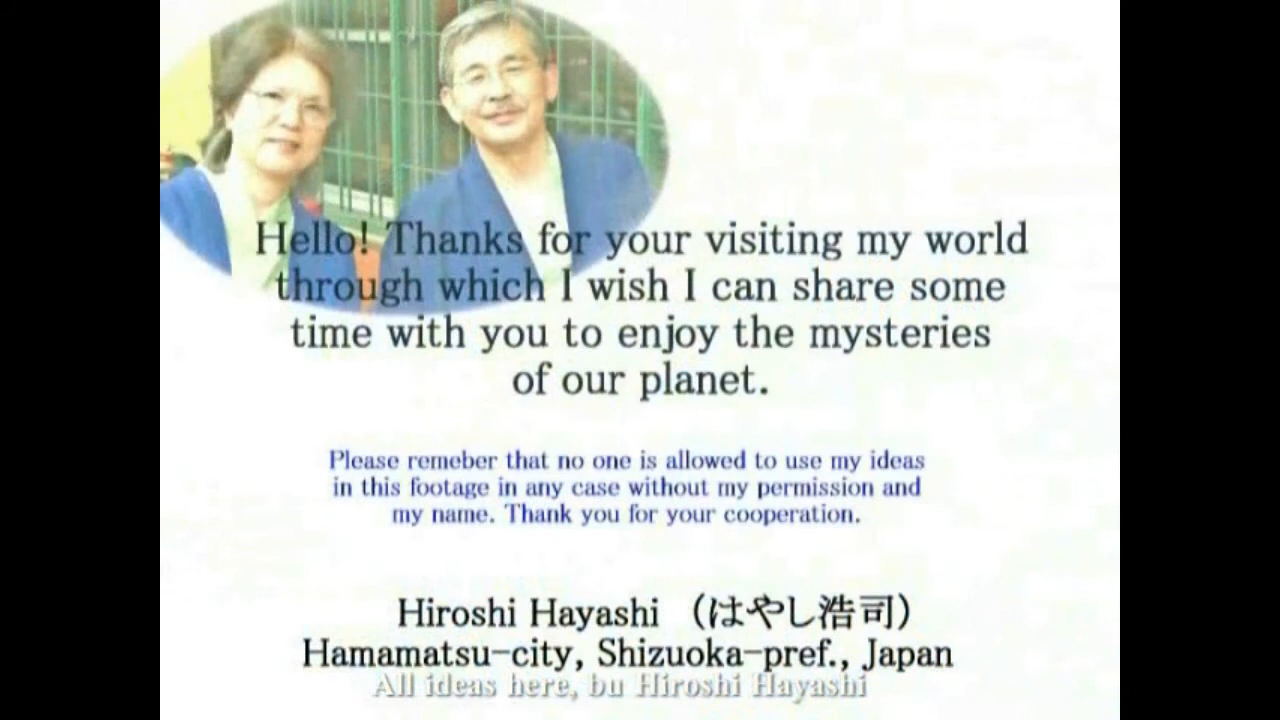 Hello! Thanks for your visiting my world
through which I wish I can share some
time with you to enjoy the mysteries
of our planet.
Please remeber that no one is allowed to use my ideas
in this footage in any case without my permission and
my name. Thank you for your cooperation.
Hiroshi Hayashi (はやし浩司)
Hamamatsu-city, Shizuoka-pref., Japan
All ideas here, bu Hiroshi Hayashi